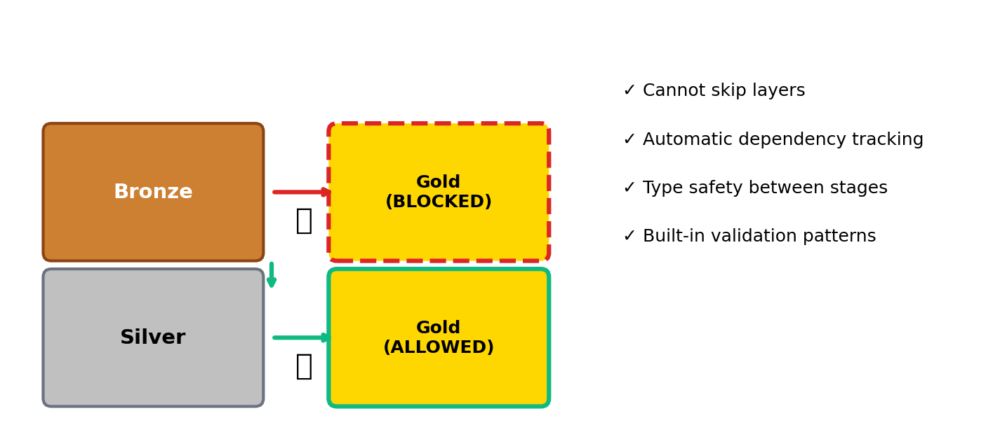 Bronze
Gold
(BLOCKED)
Silver
Gold
(ALLOWED)
✓ Cannot skip layers
✓ Automatic dependency tracking
✓ Type safety between stages
✓ Built-in validation patterns